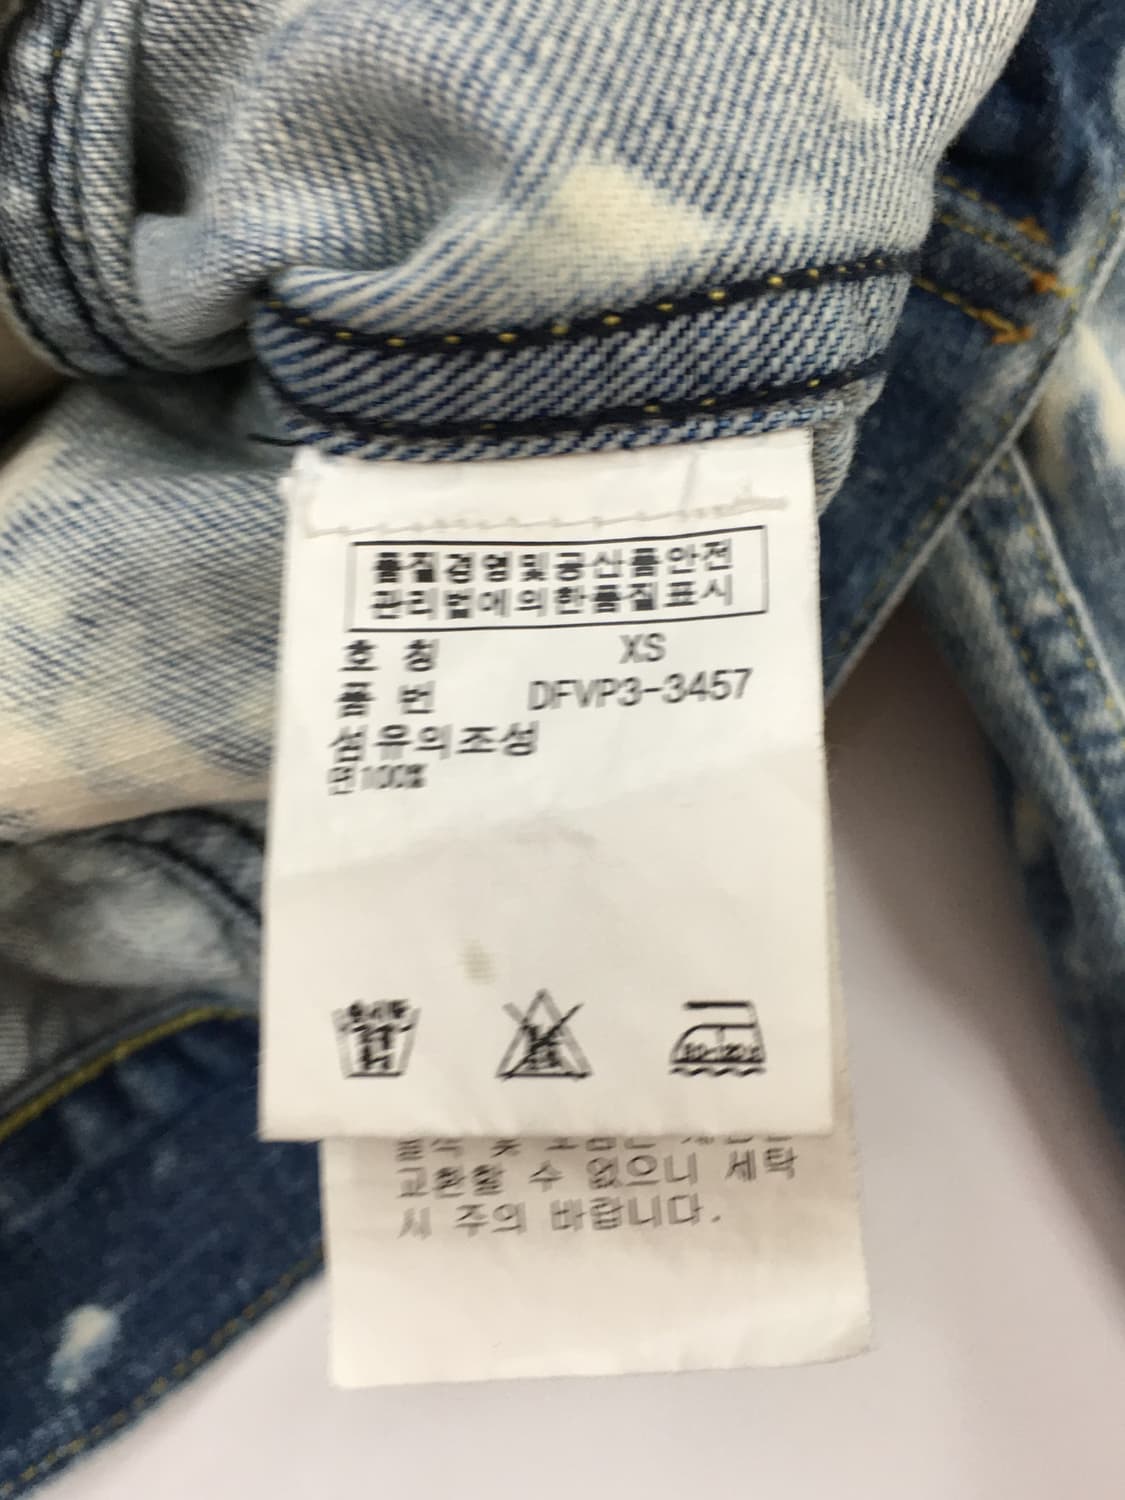 품질경영및공산품안전
관리법에의한품질표시
호 칭 XS
품 번 DFVP3-3457
섬유의조성
면100%
교환할 수 없으니 세탁
시 주의 바랍니다.